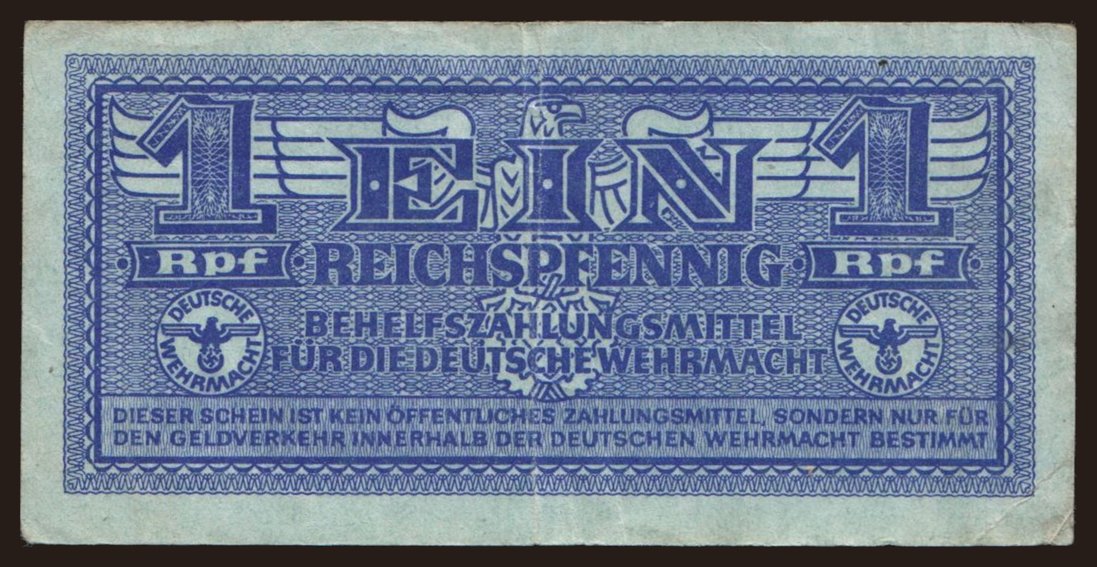 1 EIN 1
Rpf REICHSPFENNIG Rpf
DEUTSCHE WEHRMACHT
BEHELFSZAHLUNGSMITTEL
FÜR DIE DEUTSCHE WEHRMACHT
DEUTSCHE WEHRMACHT
DIESER SCHEIN IST KEIN ÖFFENTLICHES ZAHLUNGSMITTEL, SONDERN NUR FÜR
DEN GELDVERKEHR INNERHALB DER DEUTSCHEN WEHRMACHT BESTIMMT